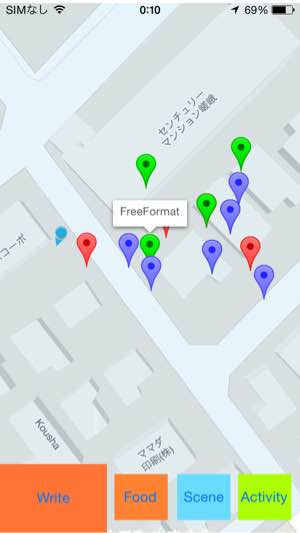 SIMなし 0:10 69%
センチュリー
マンション嵯峨
FreeFormat
スコーポ
Kousha
ママダ
印刷(株)
Write Food Scene Activity